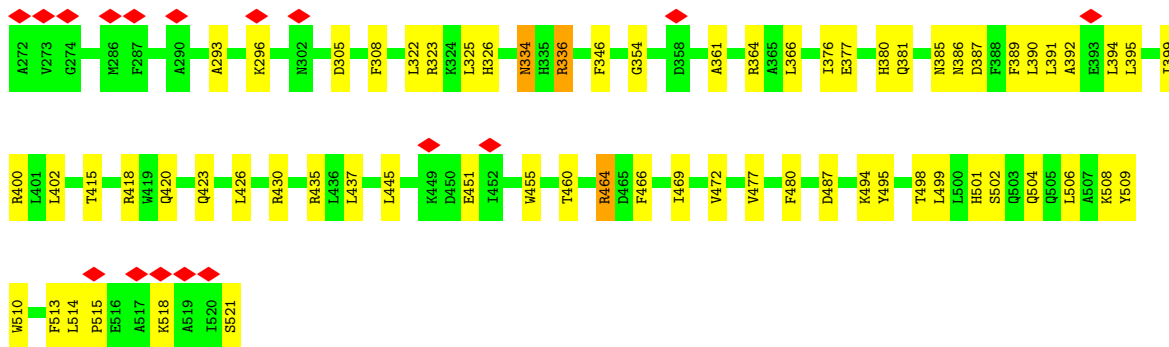 A272 V273 G274 M286 F287 A290 A293 K296 N302 D305 F308 L322 R323 K324 L325 H326 N334 H335 R336 F346 G354 D358 A361 R364 A365 L366 I376 E377 H380 Q381 N385 N386 D387 F388 F389 L390 L391 A392 E393 L394 L395 I399
R400 L401 L402 T415 R418 W419 Q420 Q423 L426 R430 R435 L436 L437 L445 K449 D450 E451 I452 W455 T460 R464 D465 F466 I469 V472 V477 F480 D487 K494 Y495 T498 L499 L500 H501 S502 Q503 Q504 Q505 L506 A507 K508 Y509
W510 F513 L514 P515 E516 A517 K518 A519 I520 S521